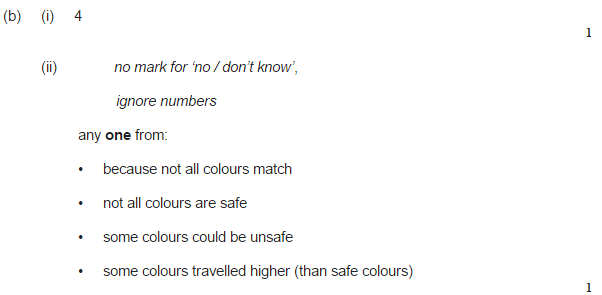 (b) (i) 4
1
(ii) no mark for ‘no / don’t know’,
ignore numbers
any one from:
• because not all colours match
• not all colours are safe
• some colours could be unsafe
• some colours travelled higher (than safe colours)
1